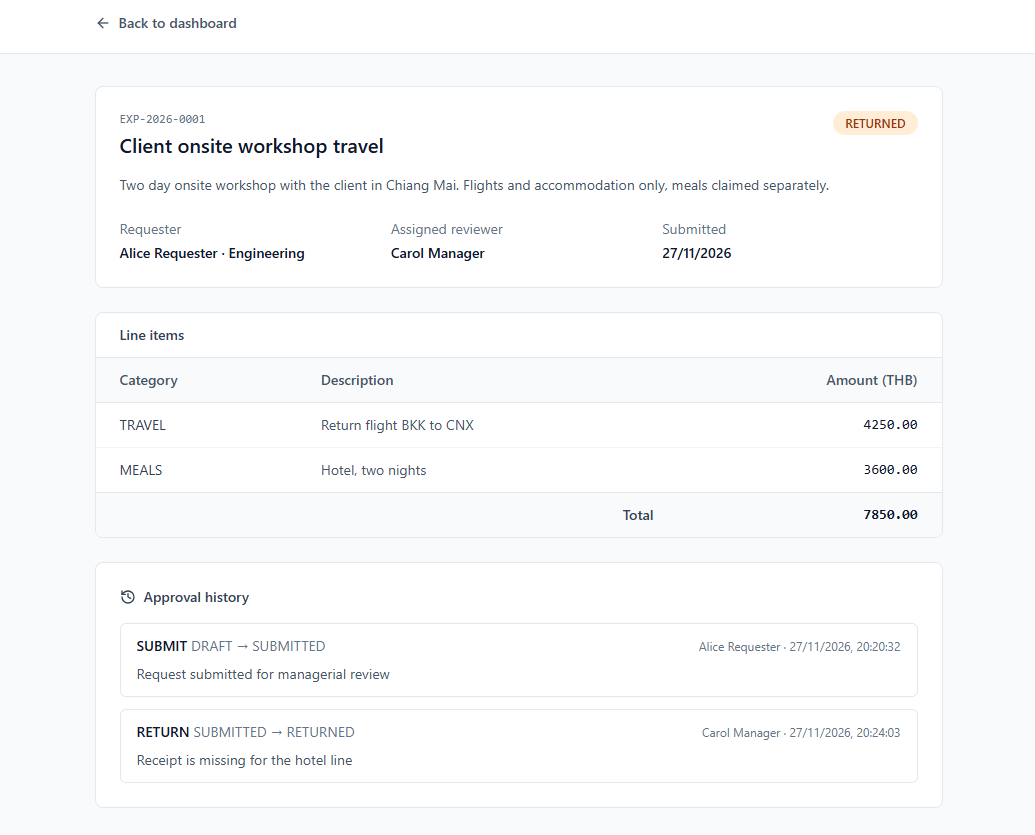 Back to dashboard
EXP-2026-0001
RETURNED
Client onsite workshop travel
Two day onsite workshop with the client in Chiang Mai. Flights and accommodation only, meals claimed separately.
Requester Assigned reviewer Submitted
Alice Requester · Engineering Carol Manager 27/11/2026
Line items
Category Description Amount (THB)
TRAVEL Return flight BKK to CNX 4250.00
MEALS Hotel, two nights 3600.00
Total 7850.00
Approval history
SUBMIT DRAFT → SUBMITTED Alice Requester · 27/11/2026, 20:20:32
Request submitted for managerial review
RETURN SUBMITTED → RETURNED Carol Manager · 27/11/2026, 20:24:03
Receipt is missing for the hotel line